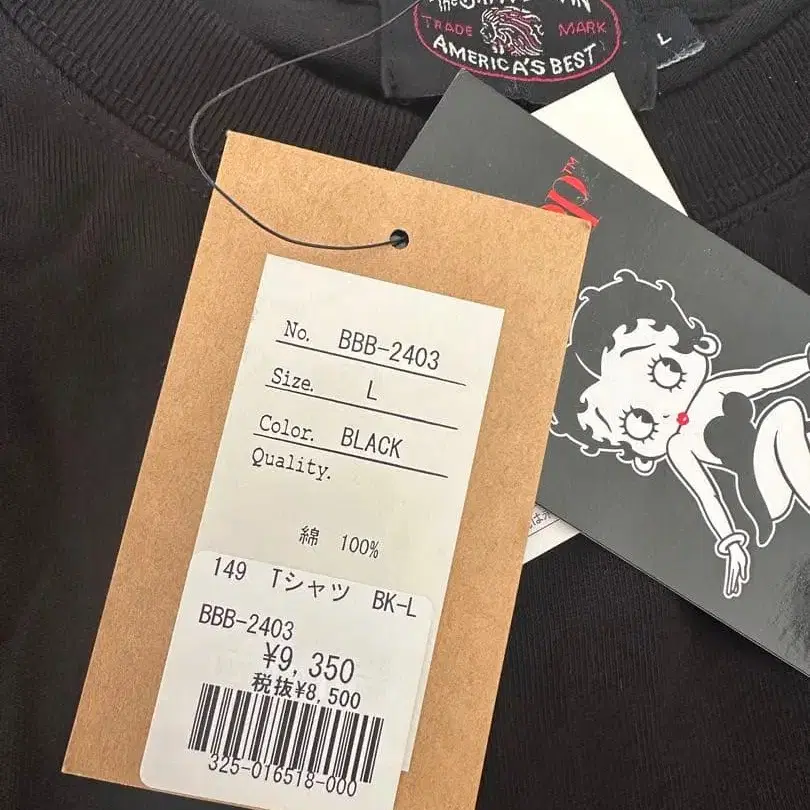 TRADE MARK
AMERICA'S BEST
L
TM
No. BBB-2403
Size. L
Color. BLACK
Quality.
綿 100%
149 Tシャツ BK-L
BBB-2403
¥9,350
税抜¥8,500
325-016518-000